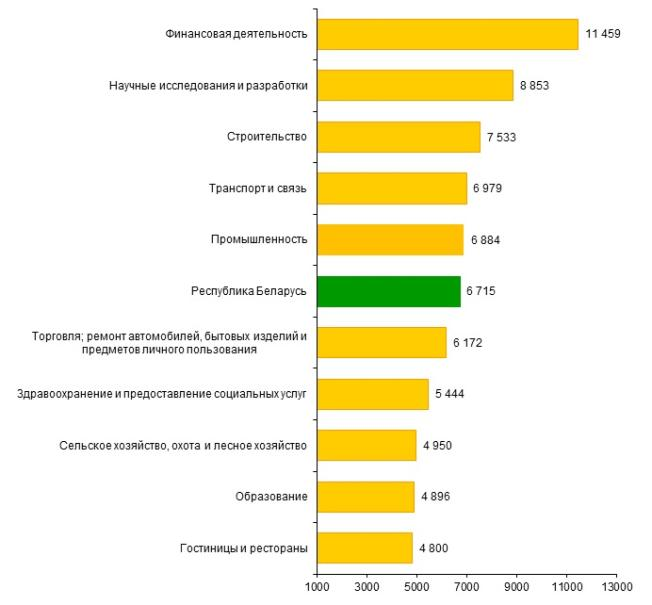 Финансовая деятельность 11 459
Научные исследования и разработки 8 853
Строительство 7 533
Транспорт и связь 6 979
Промышленность 6 884
Республика Беларусь 6 715
Торговля; ремонт автомобилей, бытовых изделий и
предметов личного пользования 6 172
Здравоохранение и предоставление социальных услуг 5 444
Сельское хозяйство, охота и лесное хозяйство 4 950
Образование 4 896
Гостиницы и рестораны 4 800
1000 3000 5000 7000 9000 11000 13000